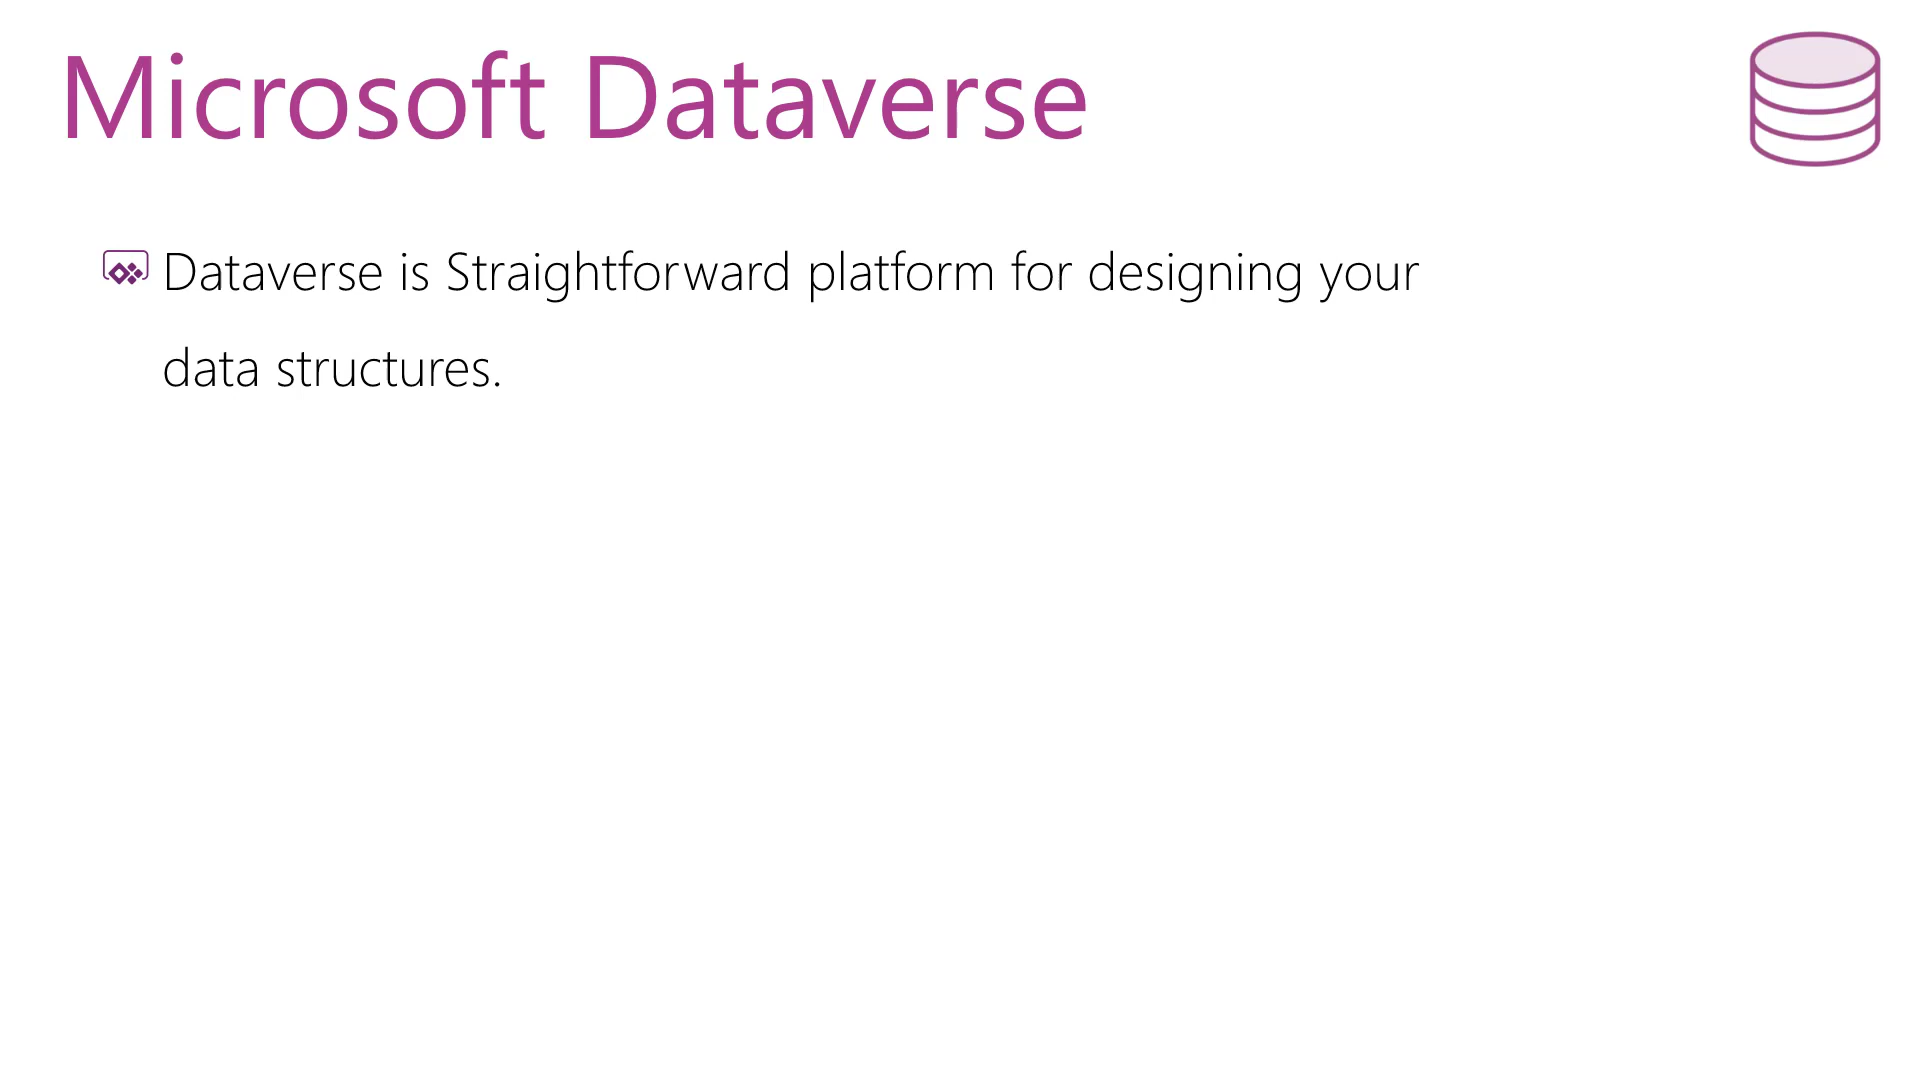 Microsoft Dataverse
Dataverse is Straightforward platform for designing your
data structures.